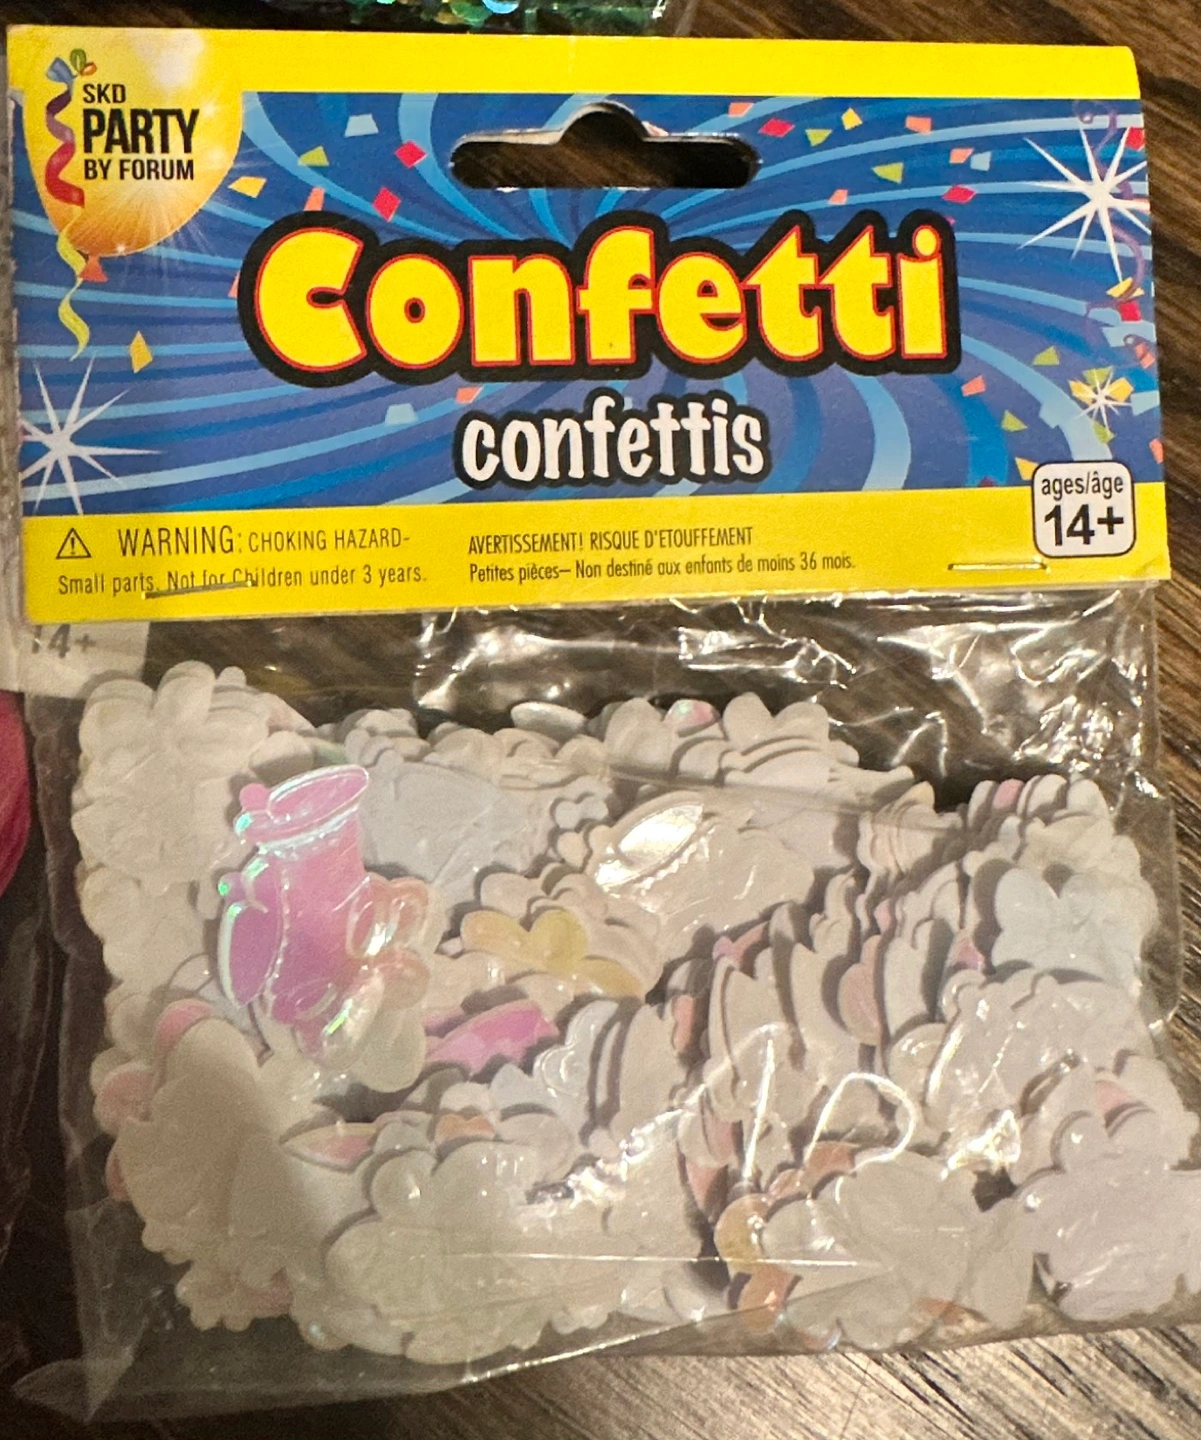 SKD
PARTY
BY FORUM
Confetti
confettis
ages/âge
14+
WARNING: CHOKING HAZARD-
Small parts. Not for Children under 3 years.
AVERTISSEMENT! RISQUE D'ETOUFFEMENT
Petites pièces– Non destiné aux enfants de moins 36 mois.
14+